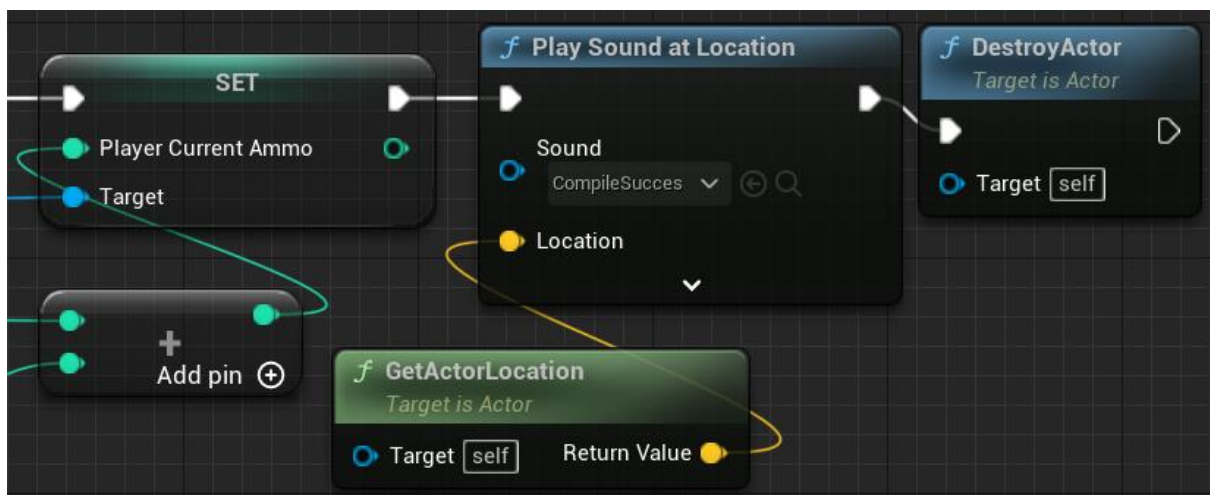 SET
Player Current Ammo
Target
Add pin
f Play Sound at Location
Sound
CompileSucces
Location
f GetActorLocation
Target is Actor
Target self
Return Value
f DestroyActor
Target is Actor
Target self